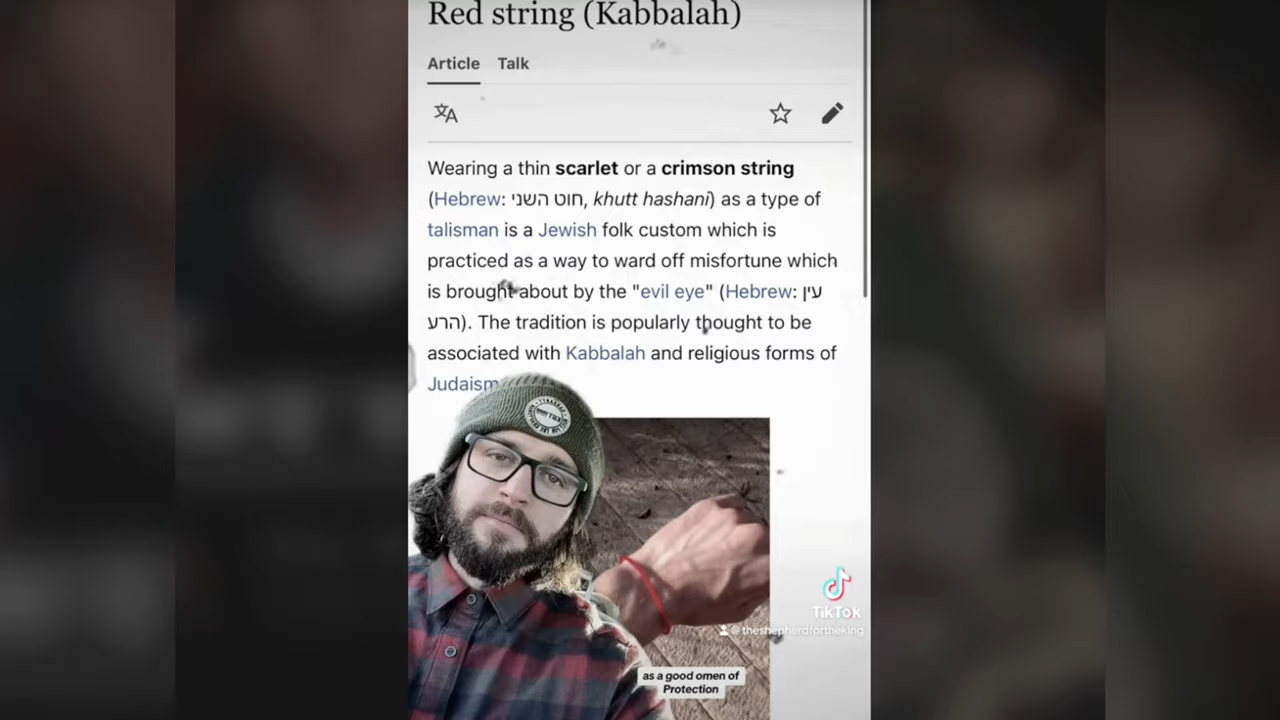 Red string (Kabbalah)
Article Talk
Wearing a thin scarlet or a crimson string
(Hebrew: חוט השני, khutt hashani) as a type of
talisman is a Jewish folk custom which is
practiced as a way to ward off misfortune which
is brought about by the "evil eye" (Hebrew: עין
הרע). The tradition is popularly thought to be
associated with Kabbalah and religious forms of
Judaism
TikTok
@theshepherdfortheking
as a good omen of
Protection